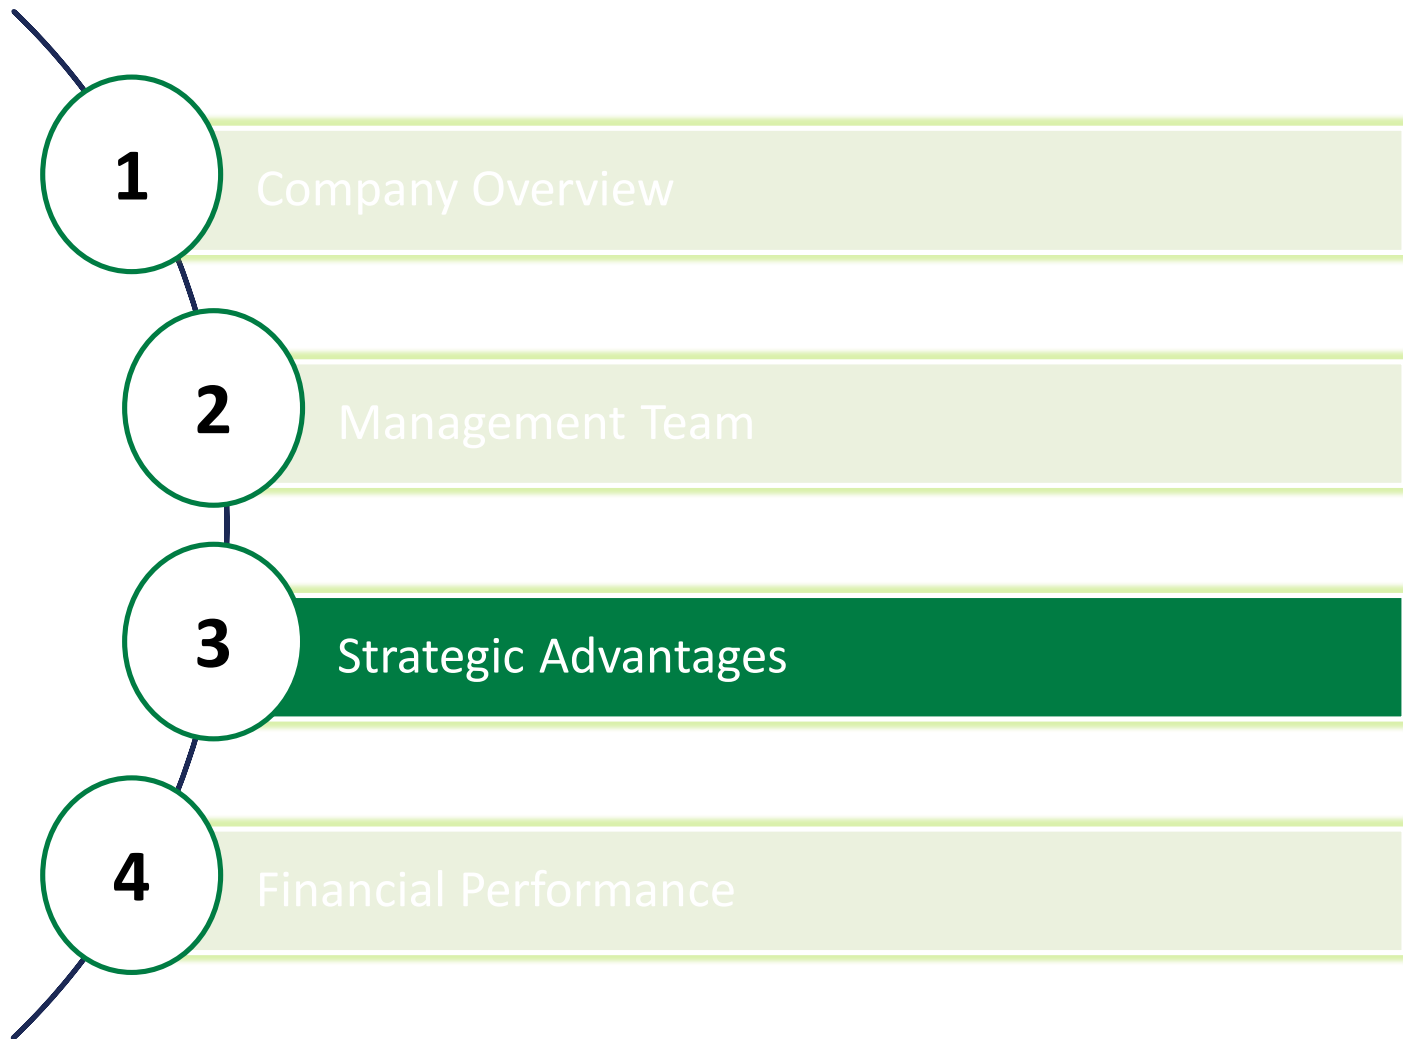 1
Company Overview
2
Management Team
3
Strategic Advantages
4
Financial Performance